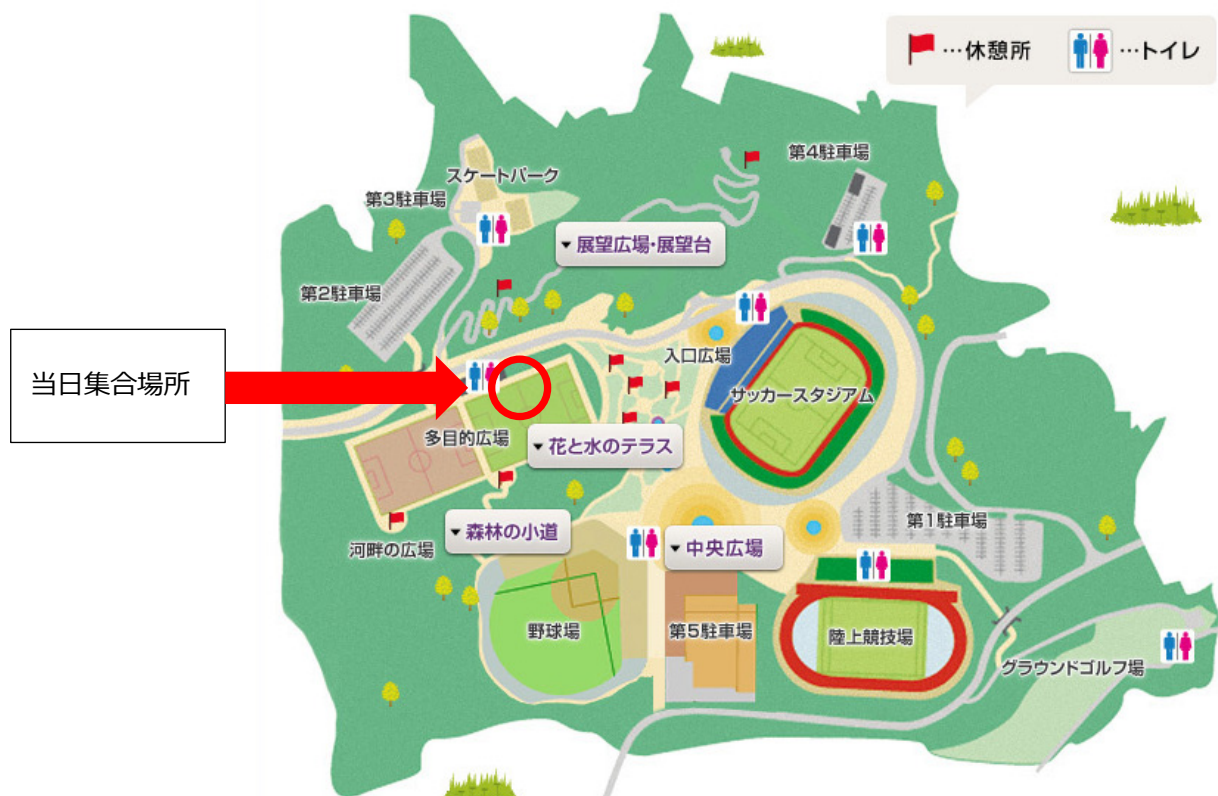 …休憩所
…トイレ
第4駐車場
スケートパーク
第3駐車場
展望広場・展望台
第2駐車場
入口広場
当日集合場所
サッカースタジアム
多目的広場
花と水のテラス
第1駐車場
森林の小道
中央広場
河畔の広場
野球場
第5駐車場
陸上競技場
グラウンドゴルフ場